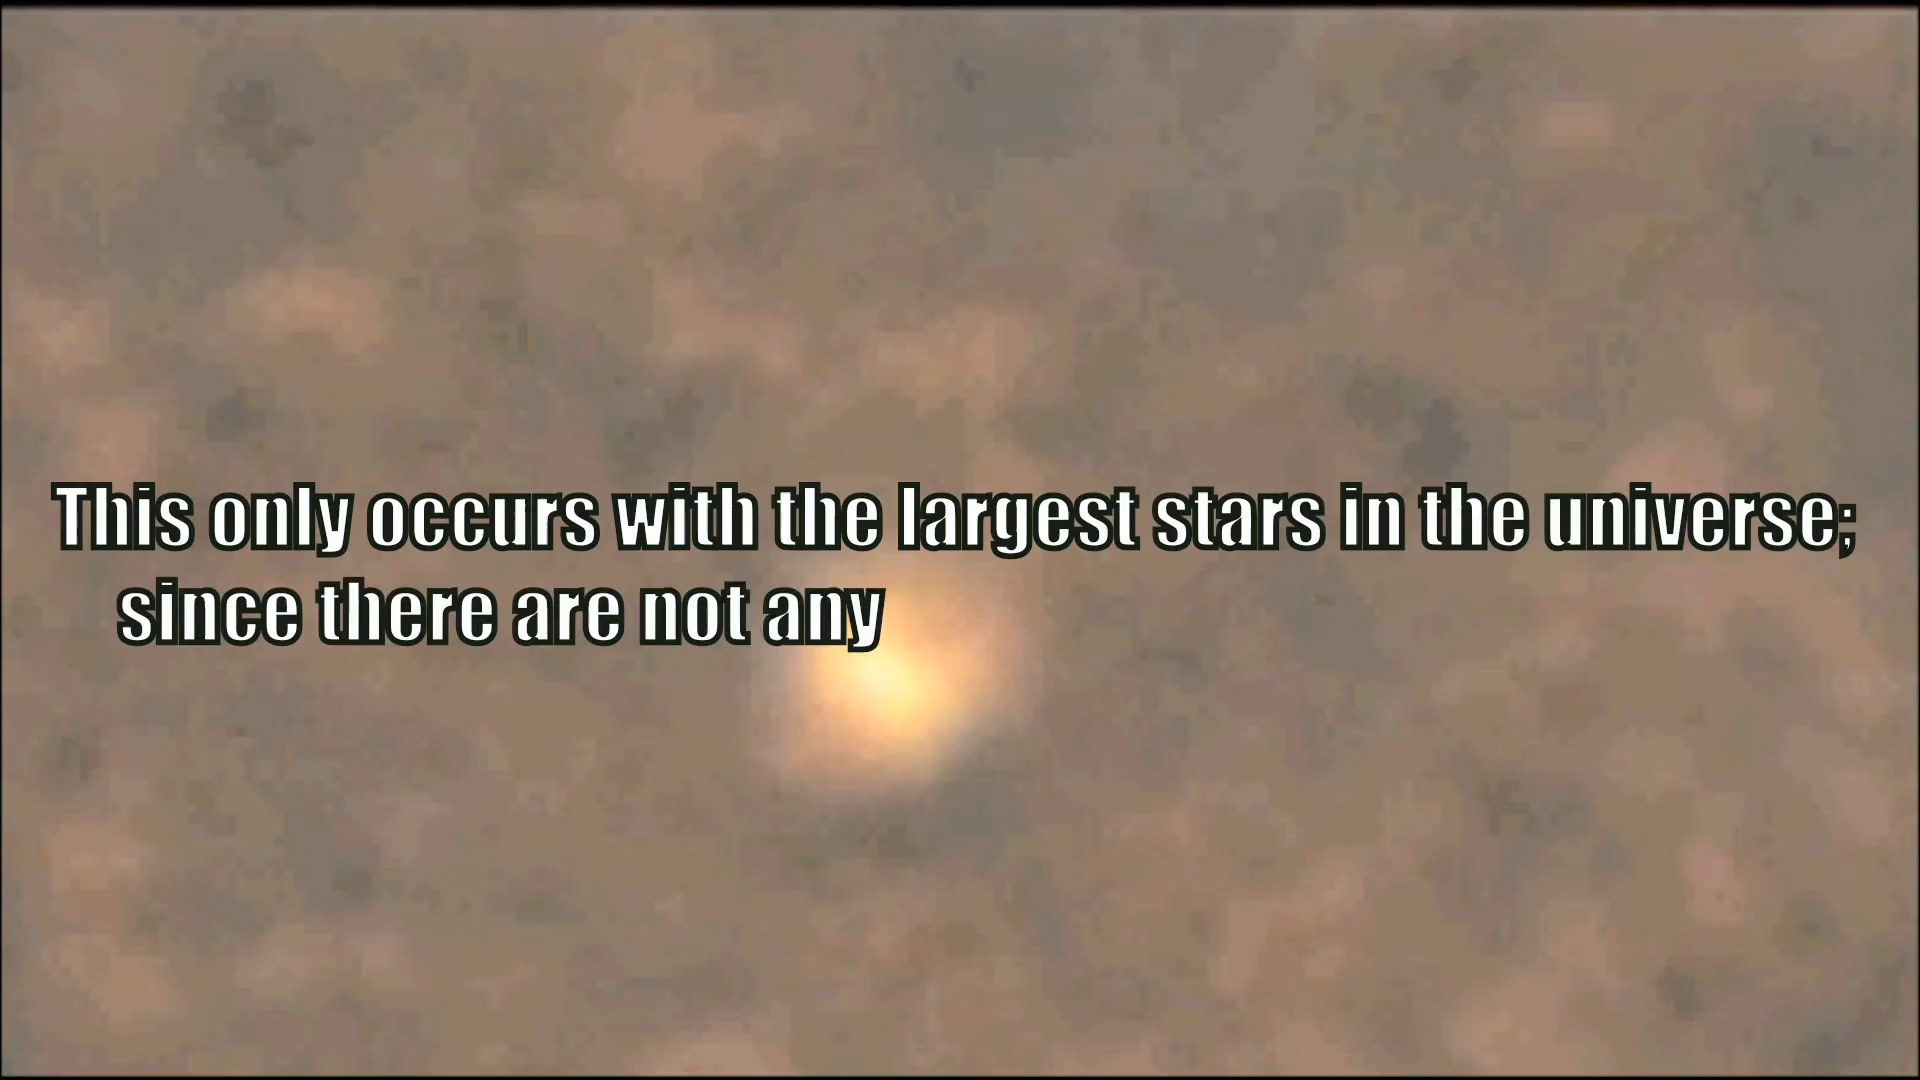 This only occurs with the largest stars in the universe;
since there are not any